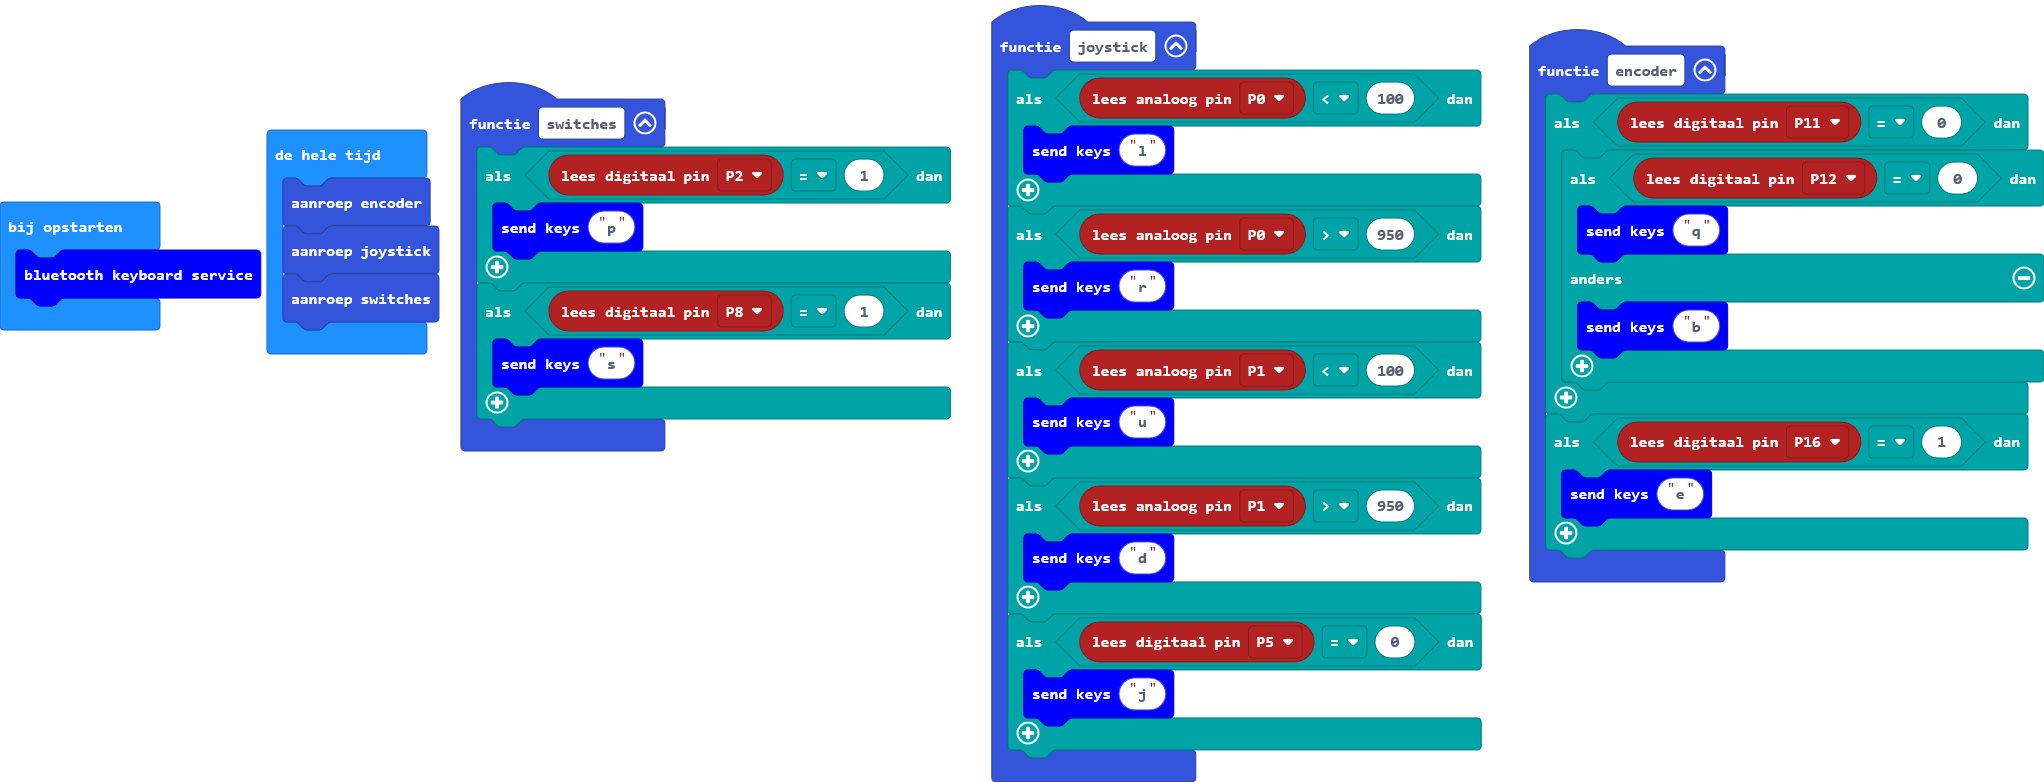 bij opstarten
bluetooth keyboard service
de hele tijd
aanroep encoder
aanroep joystick
aanroep switches
functie switches
als lees digitaal pin P2 = 1 dan
send keys "p"
als lees digitaal pin P8 = 1 dan
send keys "s"
functie joystick
als lees analoog pin P0 < 100 dan
send keys "l"
als lees analoog pin P0 > 950 dan
send keys "r"
als lees analoog pin P1 < 100 dan
send keys "u"
als lees analoog pin P1 > 950 dan
send keys "d"
als lees digitaal pin P5 = 0 dan
send keys "j"
functie encoder
als lees digitaal pin P11 = 0 dan
als lees digitaal pin P12 = 0 dan
send keys "q"
anders
send keys "b"
als lees digitaal pin P16 = 1 dan
send keys "e"